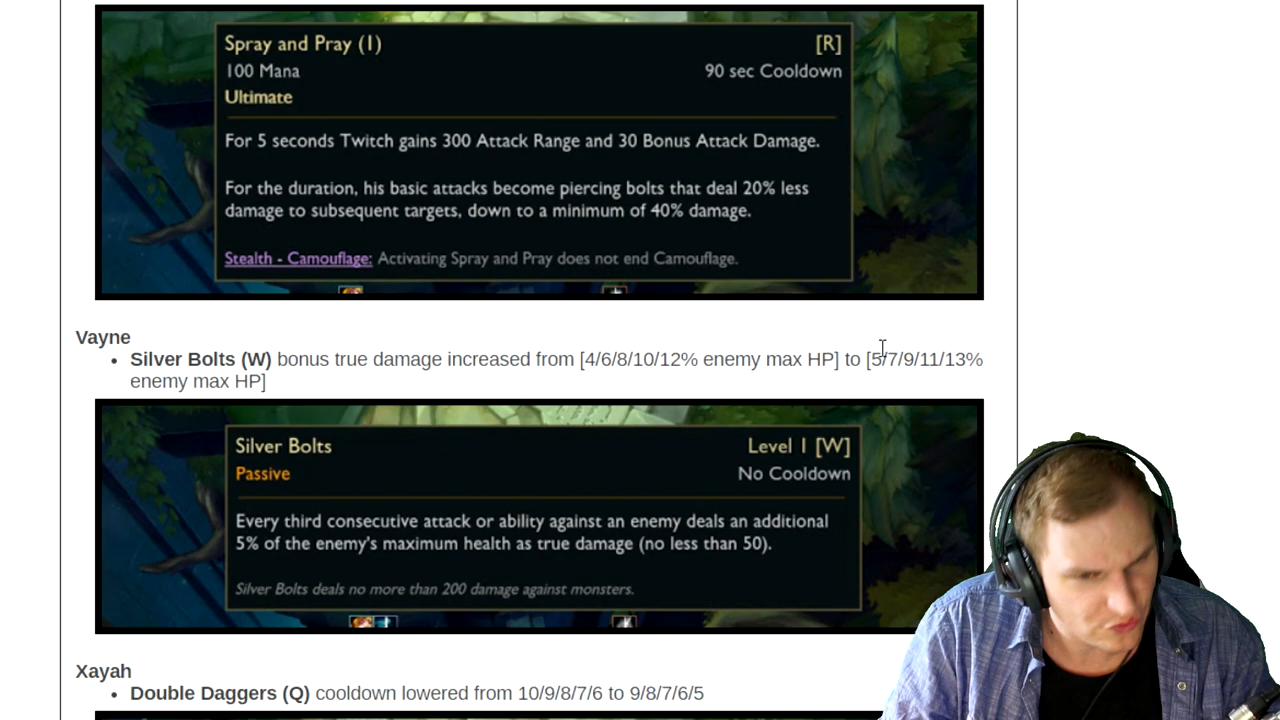 Spray and Pray (1) [R]
100 Mana 90 sec Cooldown
Ultimate
For 5 seconds Twitch gains 300 Attack Range and 30 Bonus Attack Damage.
For the duration, his basic attacks become piercing bolts that deal 20% less
damage to subsequent targets, down to a minimum of 40% damage.
Stealth - Camouflage: Activating Spray and Pray does not end Camouflage.
Vayne
• Silver Bolts (W) bonus true damage increased from [4/6/8/10/12% enemy max HP] to [5/7/9/11/13%
enemy max HP]
Silver Bolts Level 1 [W]
Passive No Cooldown
Every third consecutive attack or ability against an enemy deals an additional
5% of the enemy's maximum health as true damage (no less than 50).
Silver Bolts deals no more than 200 damage against monsters.
Xayah
• Double Daggers (Q) cooldown lowered from 10/9/8/7/6 to 9/8/7/6/5